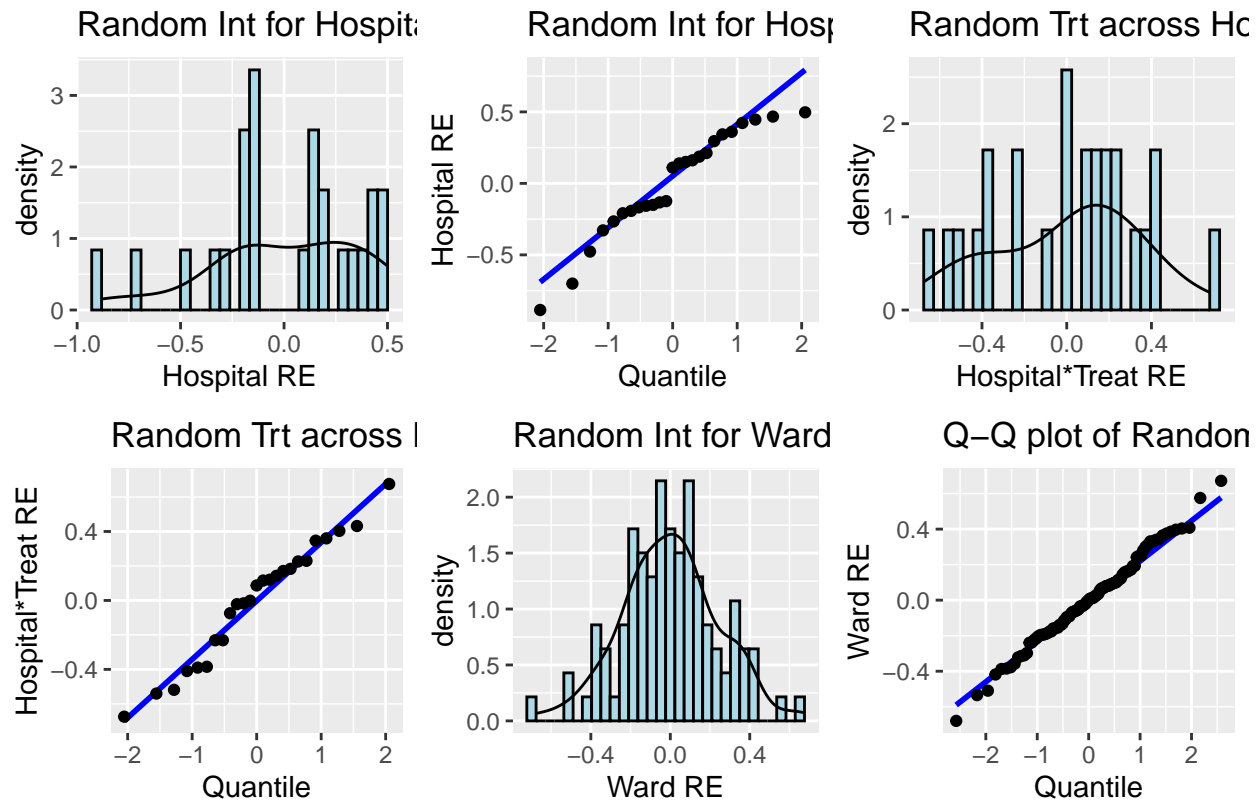 Random Int for Hospita
density
3
2
1
0
−1.0 −0.5 0.0 0.5
Hospital RE
Random Int for Hosp
Hospital RE
0.5
0.0
−0.5
−2 −1 0 1 2
Quantile
Random Trt across Ho
density
2
1
0
−0.4 0.0 0.4
Hospital*Treat RE
Random Trt across
Hospital*Treat RE
0.4
0.0
−0.4
−2 −1 0 1 2
Quantile
Random Int for Ward
density
2.0
1.5
1.0
0.5
0.0
−0.4 0.0 0.4
Ward RE
Q−Q plot of Random
Ward RE
0.4
0.0
−0.4
−2 −1 0 1 2
Quantile